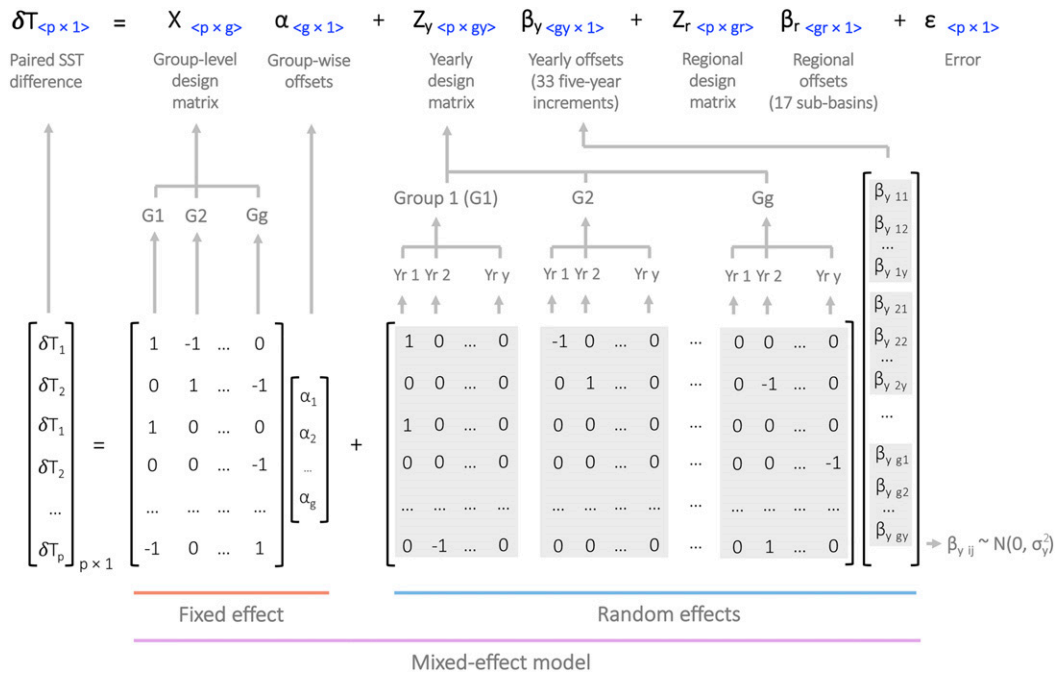 δT<p × 1> = X <p × g> α <g × 1> + Zy <p × gy> βy <gy × 1> + Zr <p × gr> βr <gr × 1> + ε <p × 1>
Paired SST difference
Group-level design matrix
Group-wise offsets
Yearly design matrix
Yearly offsets (33 five-year increments)
Regional design matrix
Regional offsets (17 sub-basins)
Error
Group 1 (G1) G2 Gg
G1 G2 Gg
Yr 1 Yr 2 Yr y Yr 1 Yr 2 Yr y Yr 1 Yr 2 Yr y
δT1
δT2
δT1
δT2
...
δTp
p × 1
=
1 -1 ... 0
0 1 ... -1
1 0 ... 0
0 0 ... -1
... ... ... ...
-1 0 ... 1
α1
α2
...
αg
+
1 0 ... 0 -1 0 ... 0 ... 0 0 ... 0
0 0 ... 0 0 1 ... 0 ... 0 -1 ... 0
1 0 ... 0 0 0 ... 0 ... 0 0 ... 0
0 0 ... 0 0 0 ... 0 ... 0 0 ... -1
... ... ... ... ... ... ... ... ... ... ... ... ...
0 -1 ... 0 0 0 ... 0 ... 0 1 ... 0
βy 11
βy 12
...
βy 1y
βy 21
βy 22
...
βy 2y
...
βy g1
βy g2
...
βy gy
βy ij ~ N(0, σy²)
Fixed effect
Random effects
Mixed-effect model